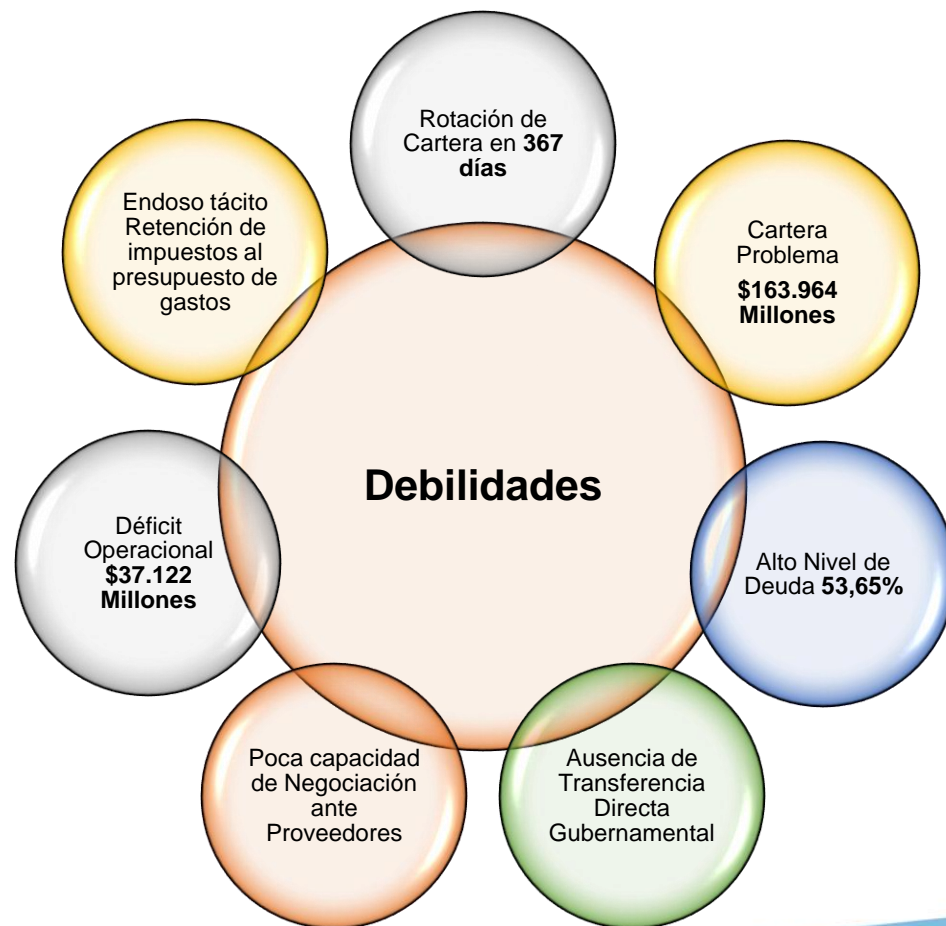 Rotación de
Cartera en 367
días
Cartera
Problema
$163.964
Millones
Alto Nivel de
Deuda 53,65%
Ausencia de
Transferencia
Directa
Gubernamental
Poca capacidad
de Negociación
ante
Proveedores
Déficit
Operacional
$37.122
Millones
Endoso tácito
Retención de
impuestos al
presupuesto de
gastos
Debilidades